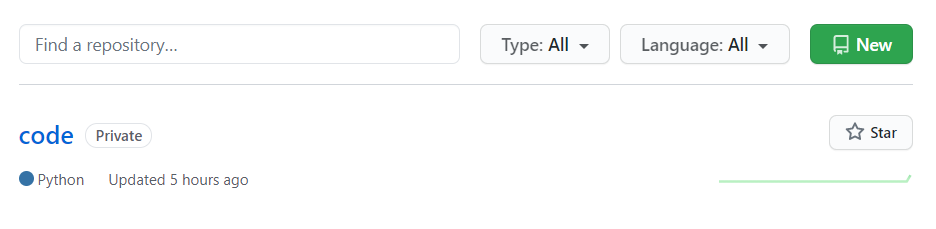 Find a repository...
Type: All
Language: All
New
code
Private
Star
Python
Updated 5 hours ago